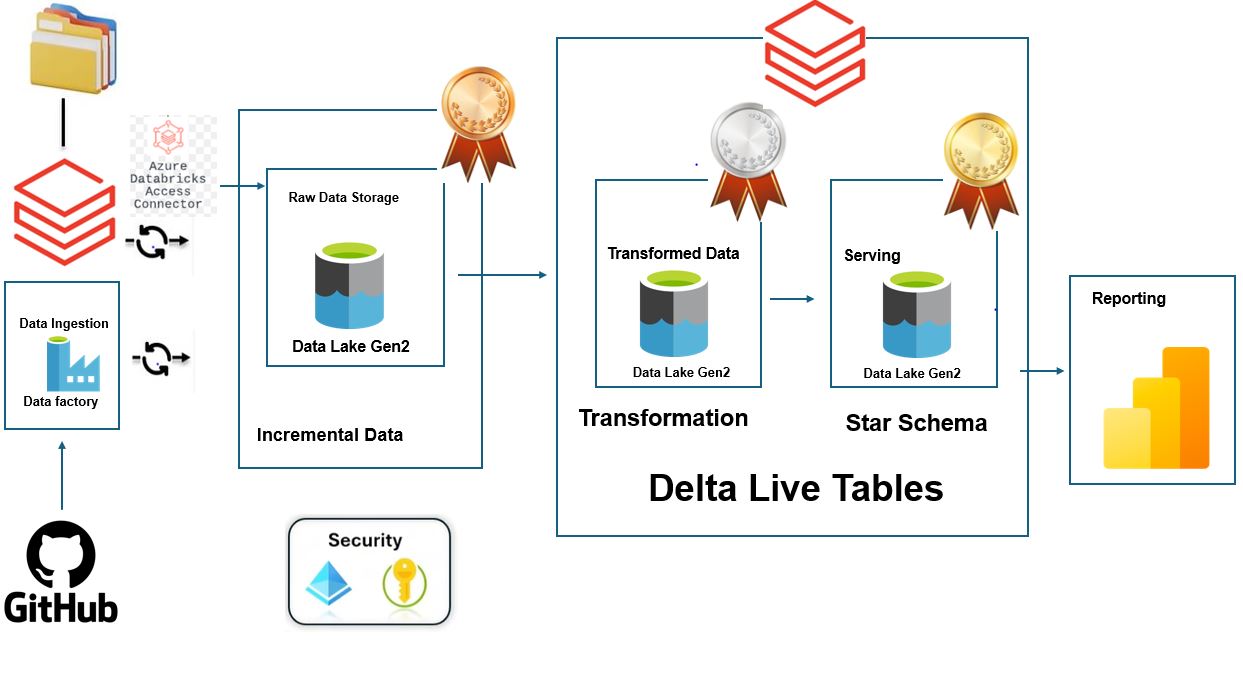 Azure
Databricks
Access
Connector
Raw Data Storage
Data Lake Gen2
Incremental Data
Data Ingestion
Data factory
GitHub
Security
Transformed Data
Data Lake Gen2
Transformation
Serving
Data Lake Gen2
Star Schema
Delta Live Tables
Reporting